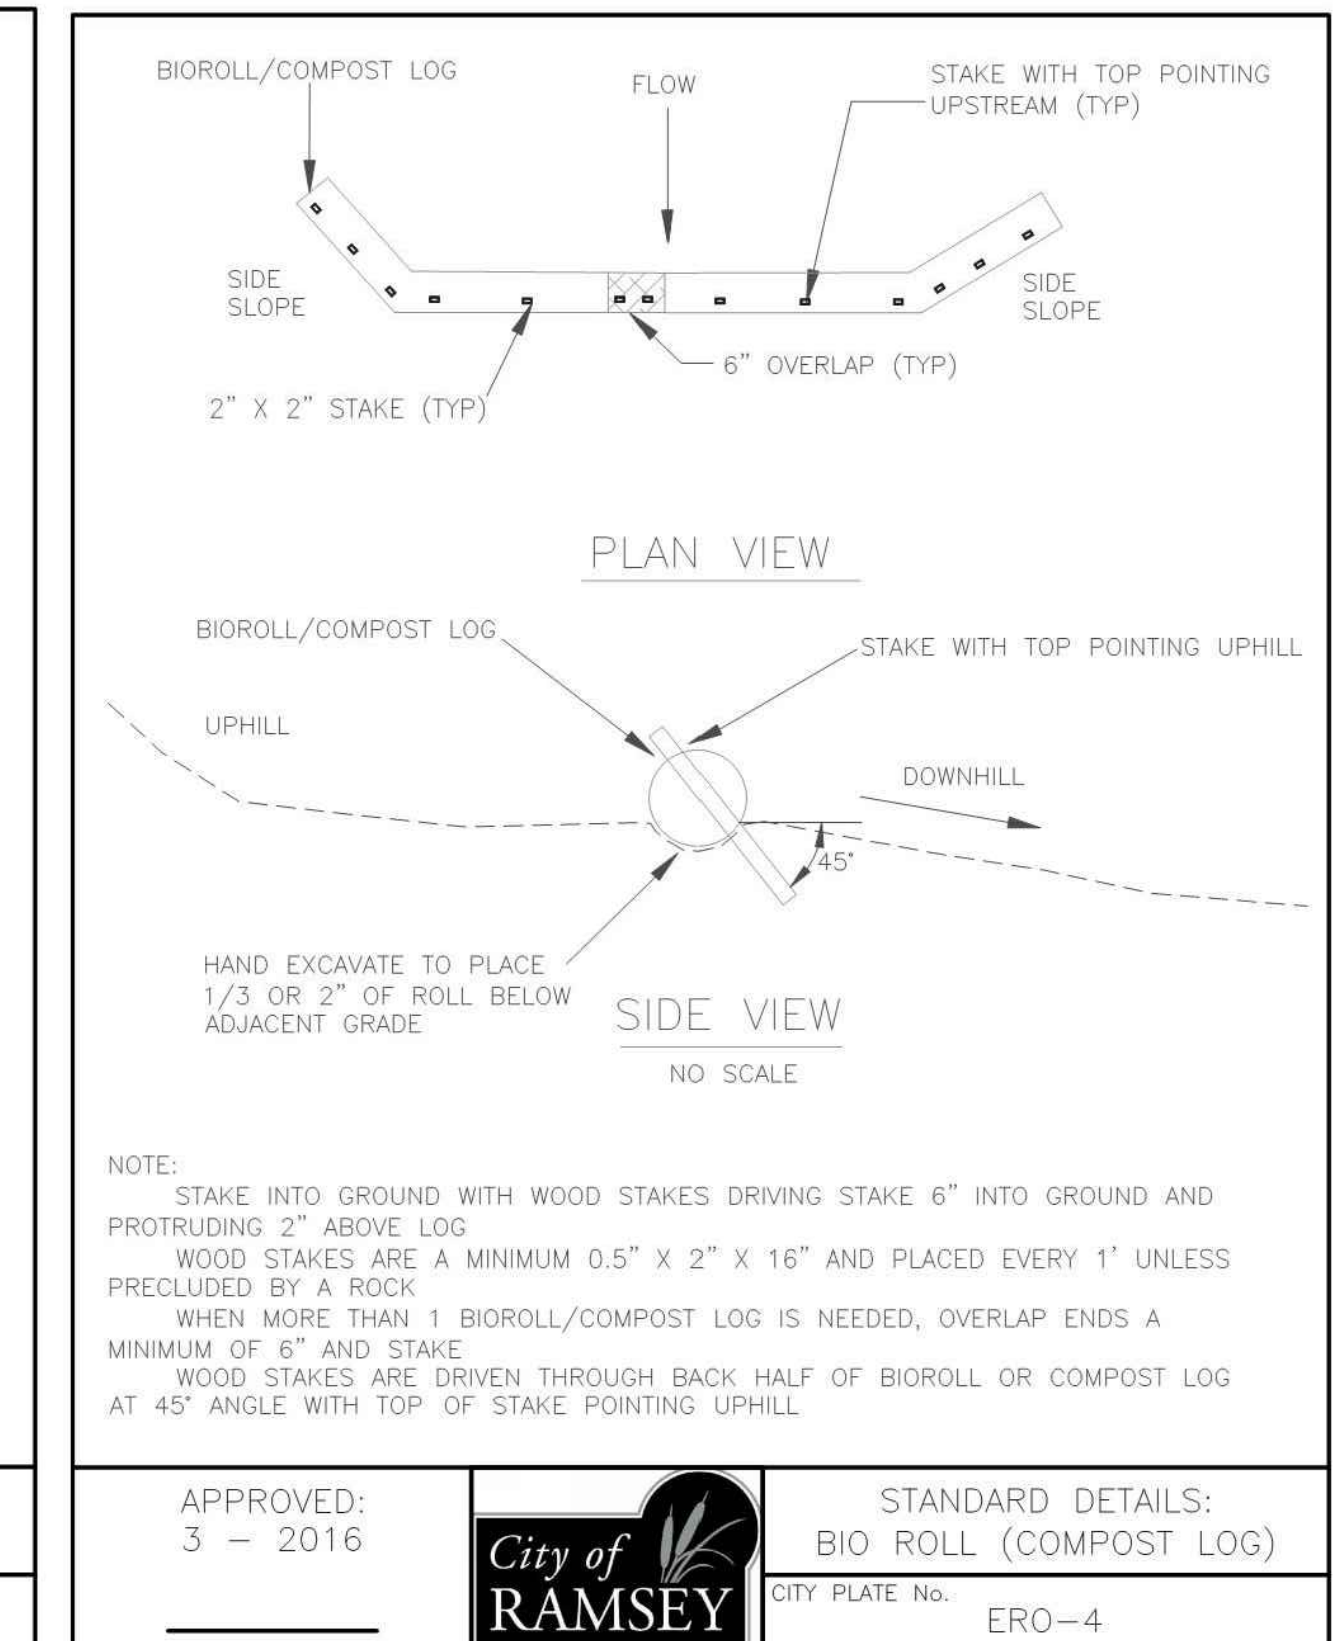 BIOROLL/COMPOST LOG
FLOW
STAKE WITH TOP POINTING
UPSTREAM (TYP)
SIDE
SLOPE
SIDE
SLOPE
6” OVERLAP (TYP)
2” X 2” STAKE (TYP)
PLAN VIEW
BIOROLL/COMPOST LOG
STAKE WITH TOP POINTING UPHILL
UPHILL
DOWNHILL
45°
HAND EXCAVATE TO PLACE
1/3 OR 2” OF ROLL BELOW
ADJACENT GRADE
SIDE VIEW
NO SCALE
NOTE:
STAKE INTO GROUND WITH WOOD STAKES DRIVING STAKE 6” INTO GROUND AND
PROTRUDING 2” ABOVE LOG
WOOD STAKES ARE A MINIMUM 0.5” X 2” X 16” AND PLACED EVERY 1’ UNLESS
PRECLUDED BY A ROCK
WHEN MORE THAN 1 BIOROLL/COMPOST LOG IS NEEDED, OVERLAP ENDS A
MINIMUM OF 6” AND STAKE
WOOD STAKES ARE DRIVEN THROUGH BACK HALF OF BIOROLL OR COMPOST LOG
AT 45° ANGLE WITH TOP OF STAKE POINTING UPHILL
APPROVED:
3 – 2016
City of
RAMSEY
STANDARD DETAILS:
BIO ROLL (COMPOST LOG)
CITY PLATE No.
ERO–4